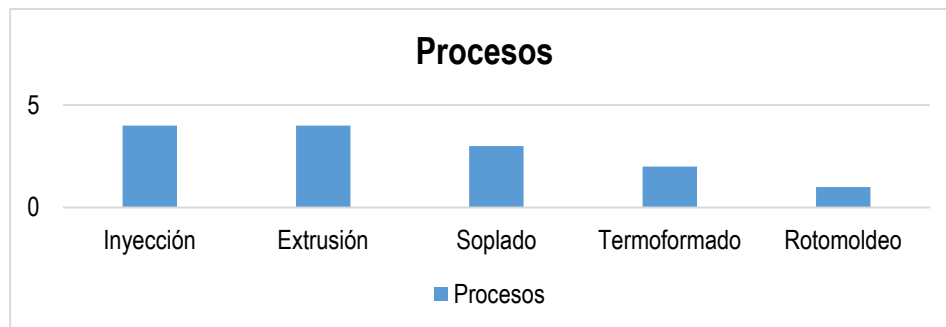 Procesos
5
0
Inyección Extrusión Soplado Termoformado Rotomoldeo
Procesos